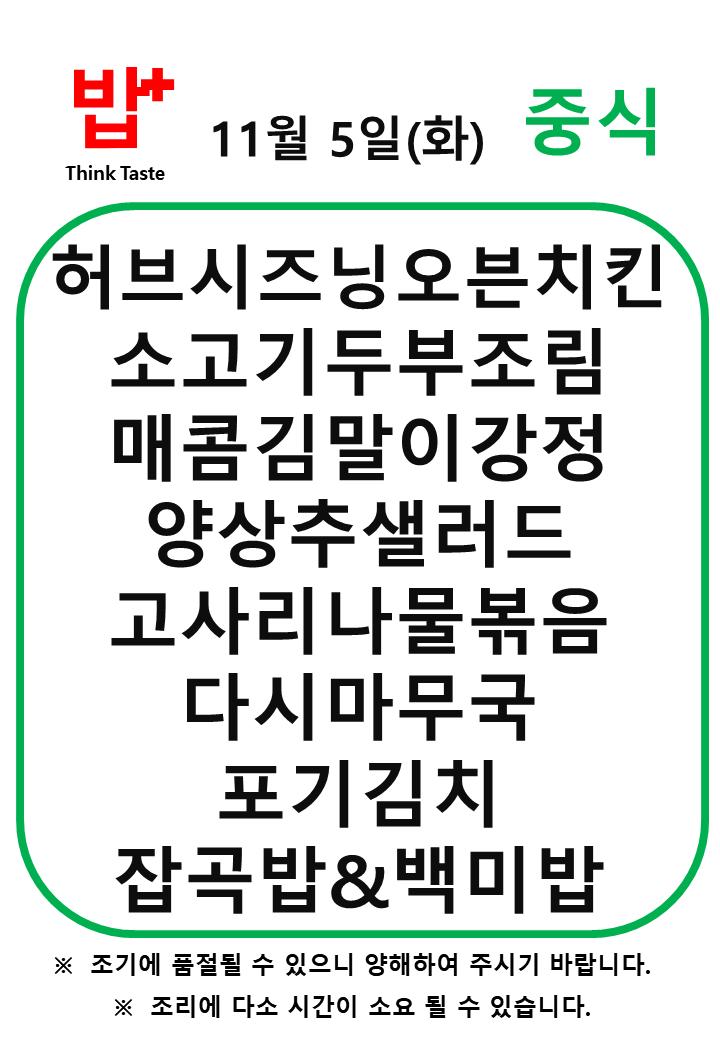 밥+
Think Taste
11월 5일(화)
중식
허브시즈닝오븐치킨
소고기두부조림
매콤김말이강정
양상추샐러드
고사리나물볶음
다시마무국
포기김치
잡곡밥&백미밥
※ 조기에 품절될 수 있으니 양해하여 주시기 바랍니다.
※ 조리에 다소 시간이 소요 될 수 있습니다.